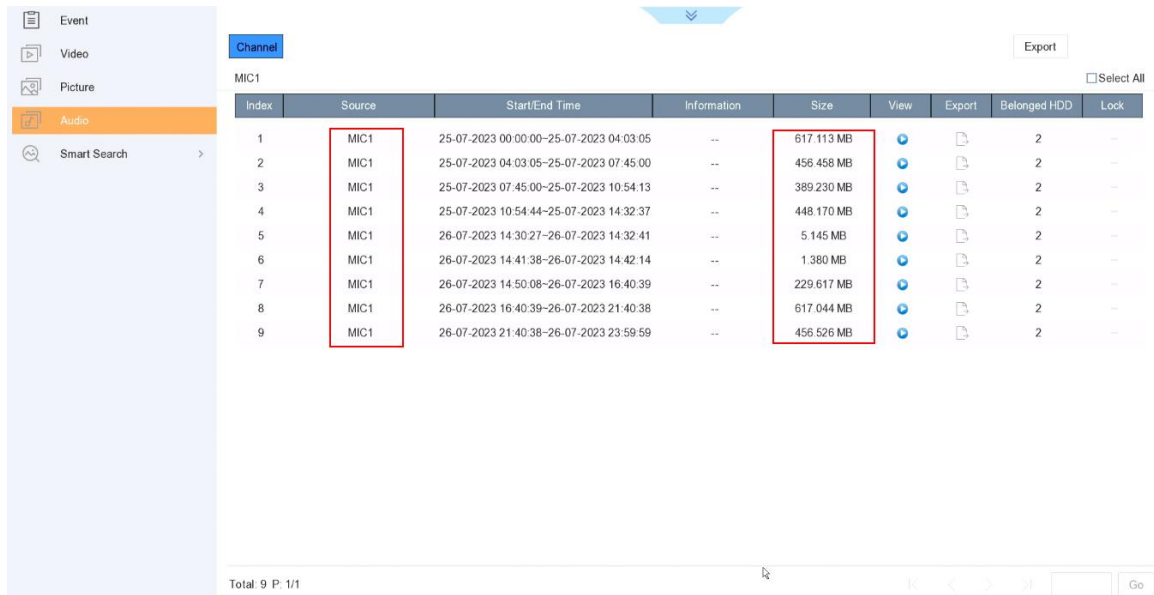 Event
Video
Picture
Audio
Smart Search
Channel
Export
MIC1
Select All
Index Source Start/End Time Information Size View Export Belonged HDD Lock
1 MIC1 25-07-2023 00:00:00~25-07-2023 04:03:05 -- 617.113 MB 2 --
2 MIC1 25-07-2023 04:03:05~25-07-2023 07:45:00 -- 456.458 MB 2 --
3 MIC1 25-07-2023 07:45:00~25-07-2023 10:54:13 -- 389.230 MB 2 --
4 MIC1 25-07-2023 10:54:44~25-07-2023 14:32:37 -- 448.170 MB 2 --
5 MIC1 26-07-2023 14:30:27~26-07-2023 14:32:41 -- 5.145 MB 2 --
6 MIC1 26-07-2023 14:41:38~26-07-2023 14:42:14 -- 1.380 MB 2 --
7 MIC1 26-07-2023 14:50:08~26-07-2023 16:40:39 -- 229.617 MB 2 --
8 MIC1 26-07-2023 16:40:39~26-07-2023 21:40:38 -- 617.044 MB 2 --
9 MIC1 26-07-2023 21:40:38~26-07-2023 23:59:59 -- 456.526 MB 2 --
Total: 9 P: 1/1
Go